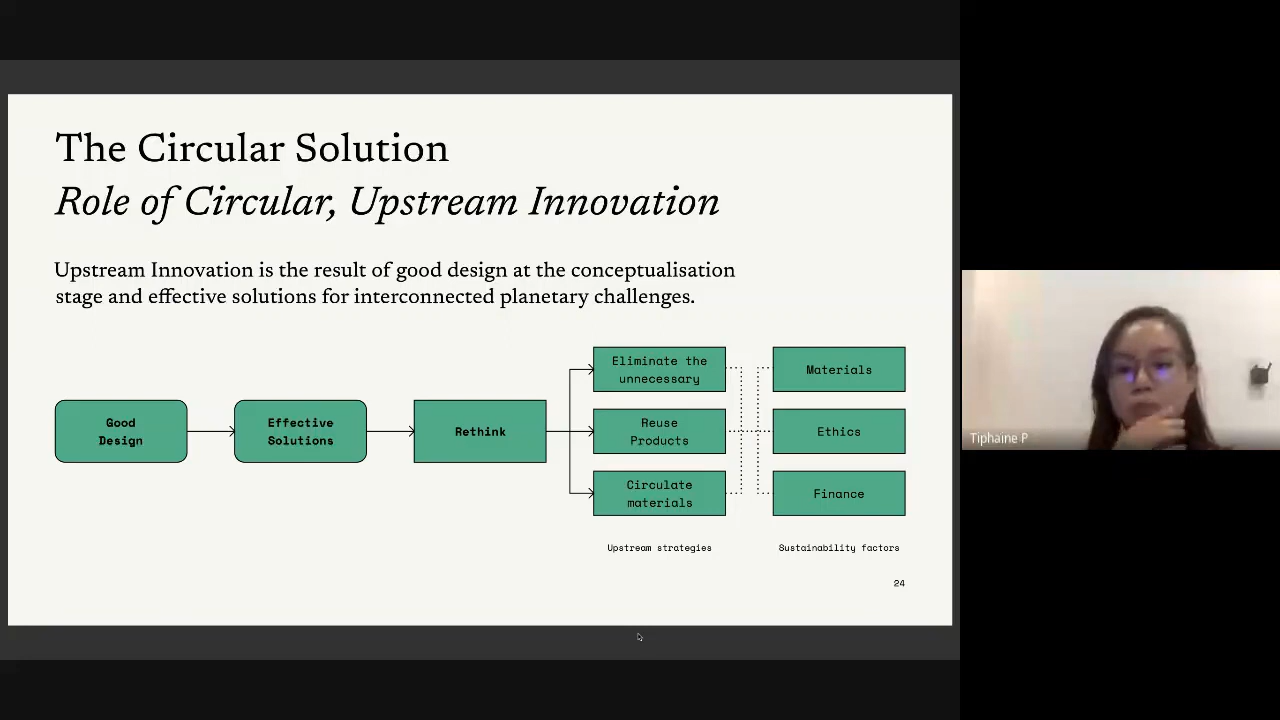 The Circular Solution
Role of Circular, Upstream Innovation
Upstream Innovation is the result of good design at the conceptualisation
stage and effective solutions for interconnected planetary challenges.
Good
Design
Effective
Solutions
Rethink
Eliminate the
unnecessary
Reuse
Products
Circulate
materials
Materials
Ethics
Finance
Upstream strategies
Sustainability factors
24
Tiphaine P